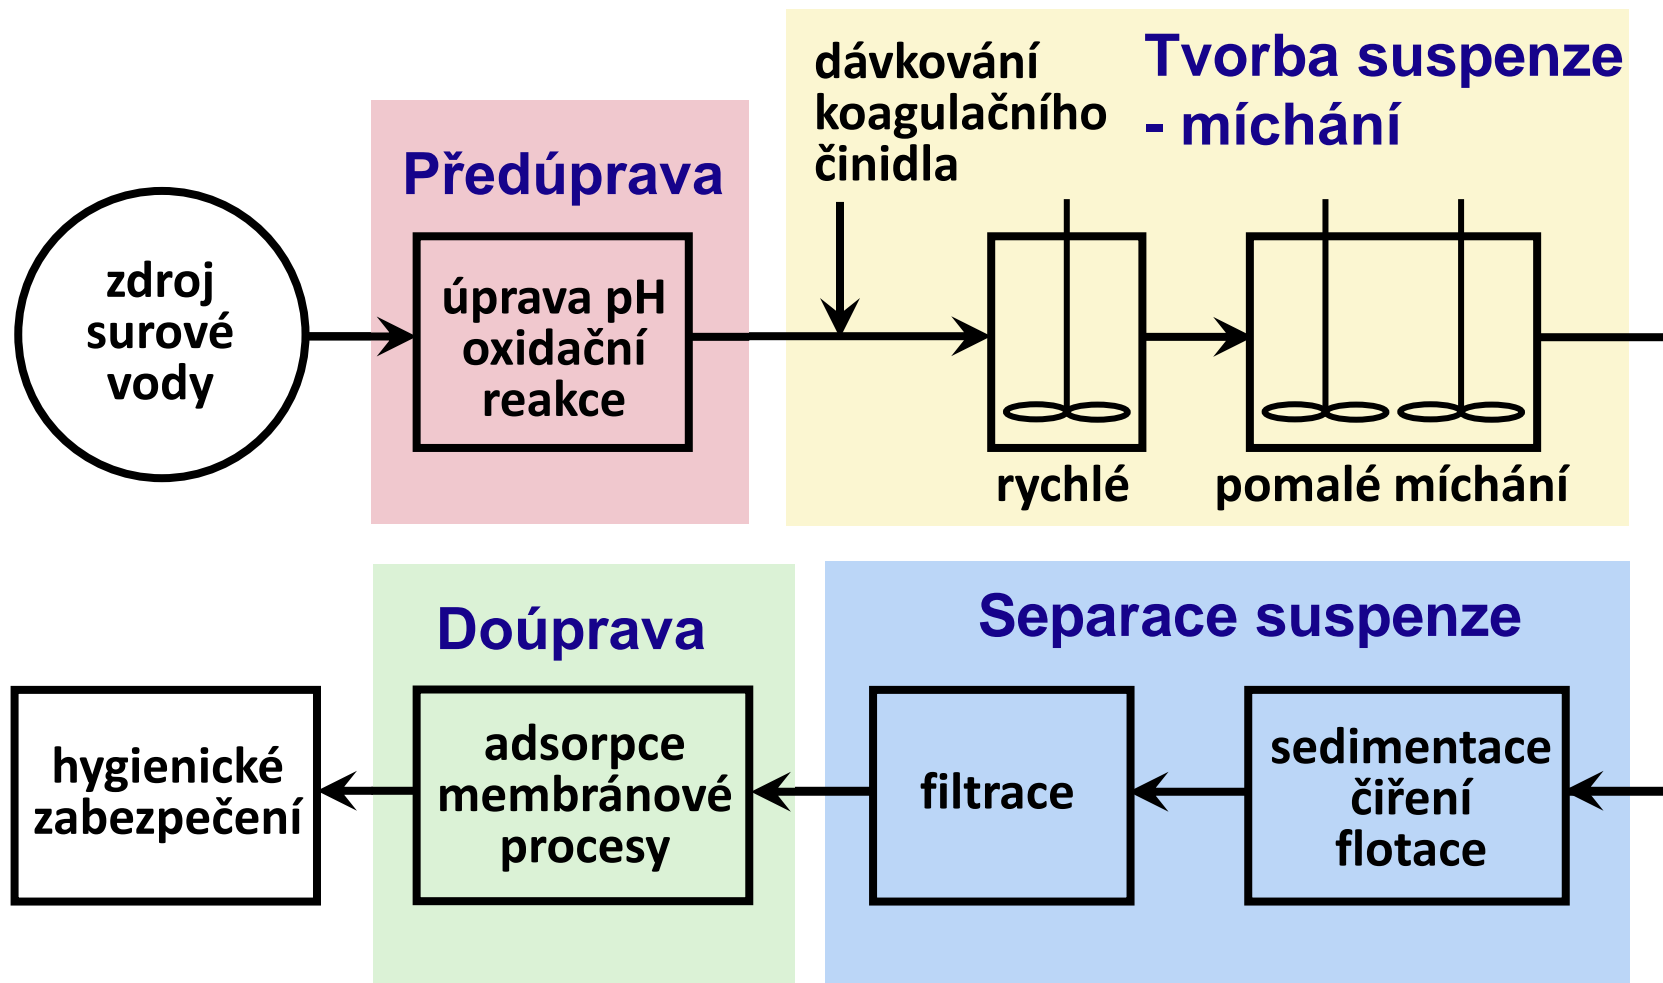 zdroj
surové
vody
Předúprava
úprava pH
oxidační
reakce
dávkování
koagulačního
činidla
Tvorba suspenze
- míchání
rychlé
pomalé míchání
Separace suspenze
sedimentace
čiření
flotace
filtrace
Doúprava
adsorpce
membránové
procesy
hygienické
zabezpečení